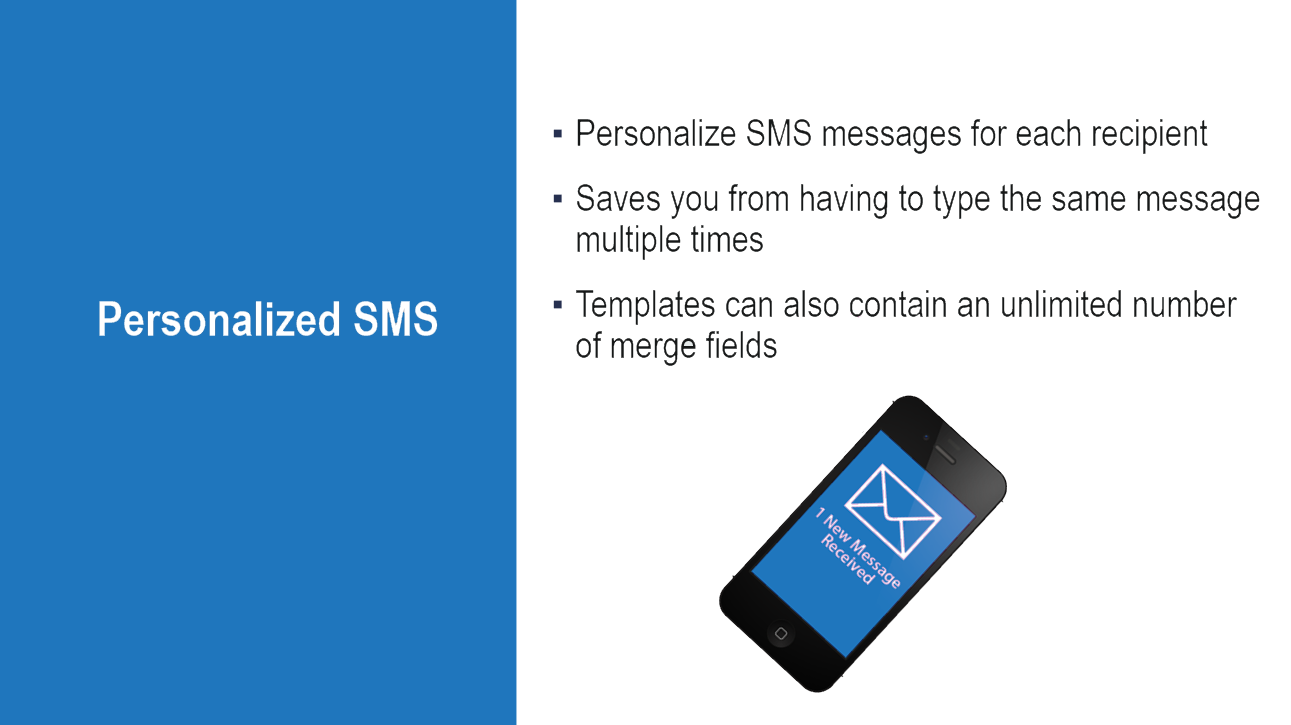 Personalized SMS
▪ Personalize SMS messages for each recipient
▪ Saves you from having to type the same message
multiple times
▪ Templates can also contain an unlimited number
of merge fields
1 New Message
Received